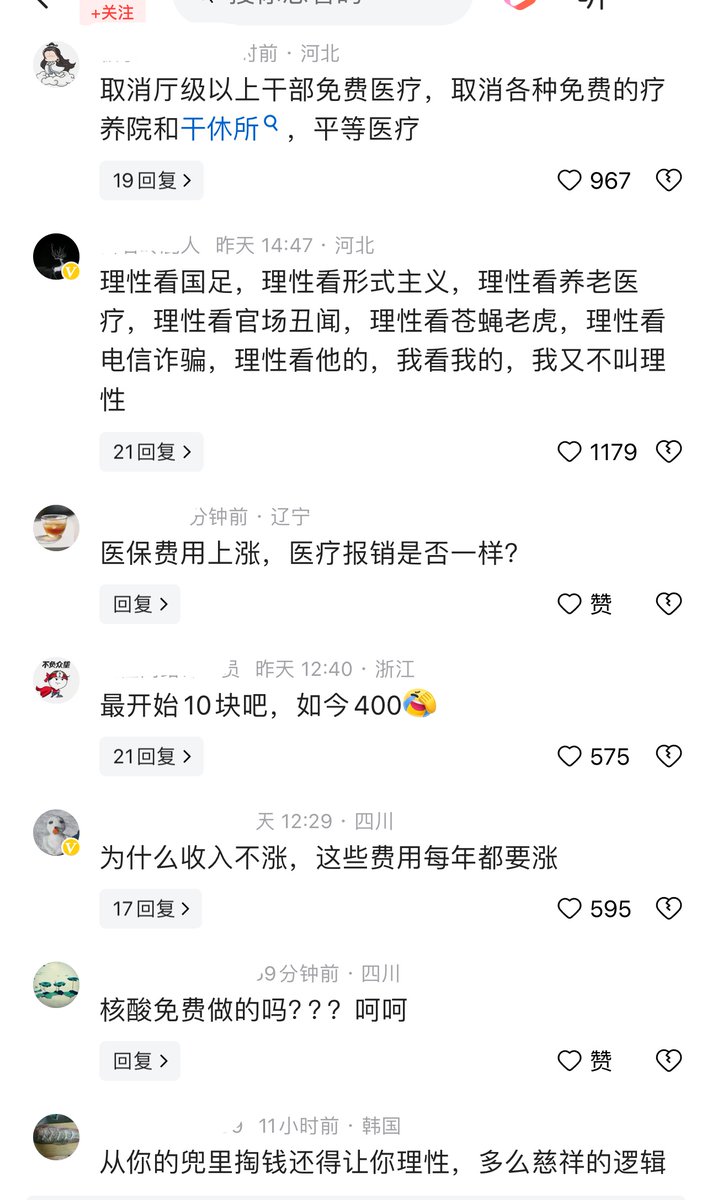 +关注
时前 · 河北
取消厅级以上干部免费医疗，取消各种免费的疗
养院和干休所，平等医疗
19回复
967
人 昨天 14:47 · 河北
理性看国足，理性看形式主义，理性看养老医
疗，理性看官场丑闻，理性看苍蝇老虎，理性看
电信诈骗，理性看他的，我看我的，我又不叫理
性
21回复
1179
分钟前 · 辽宁
医保费用上涨，医疗报销是否一样？
回复
赞
不负众望
员 昨天 12:40 · 浙江
最开始10块吧，如今400🤣
21回复
575
天 12:29 · 四川
为什么收入不涨，这些费用每年都要涨
17回复
595
9分钟前 · 四川
核酸免费做的吗？？？呵呵
回复
赞
11小时前 · 韩国
从你的兜里掏钱还得让你理性，多么慈祥的逻辑